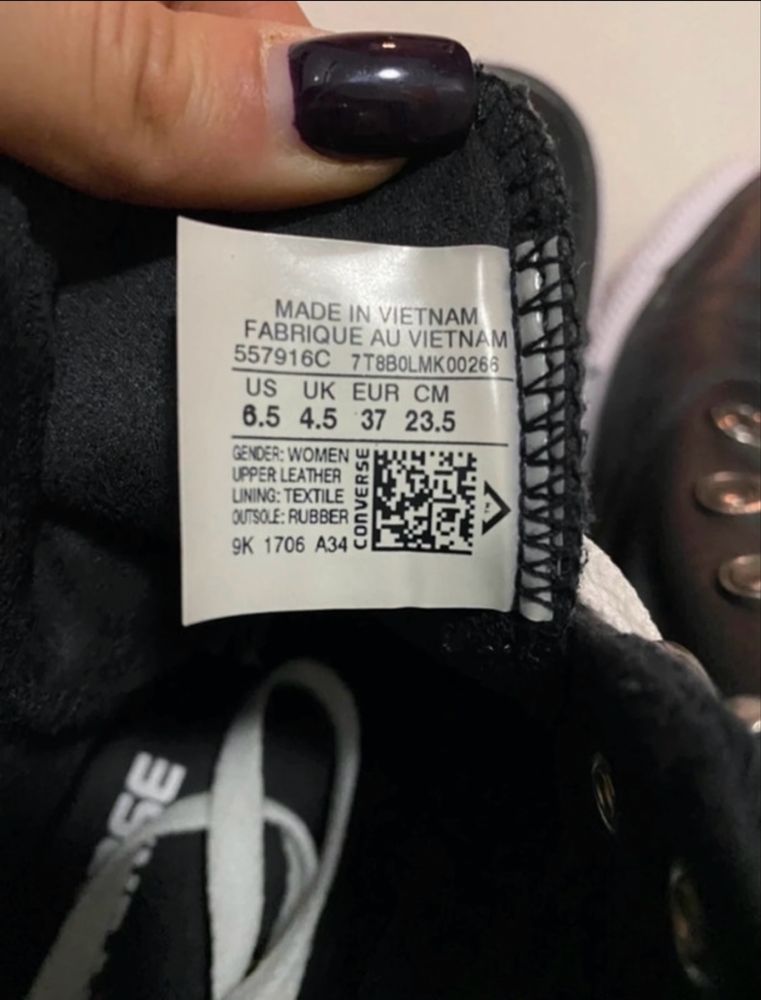 MADE IN VIETNAM
FABRIQUE AU VIETNAM
557916C 7T8B0LMK00266
US UK EUR CM
6.5 4.5 37 23.5
GENDER: WOMEN
UPPER LEATHER
LINING: TEXTILE
OUTSOLE: RUBBER
9K 1706 A34
CONVERSE